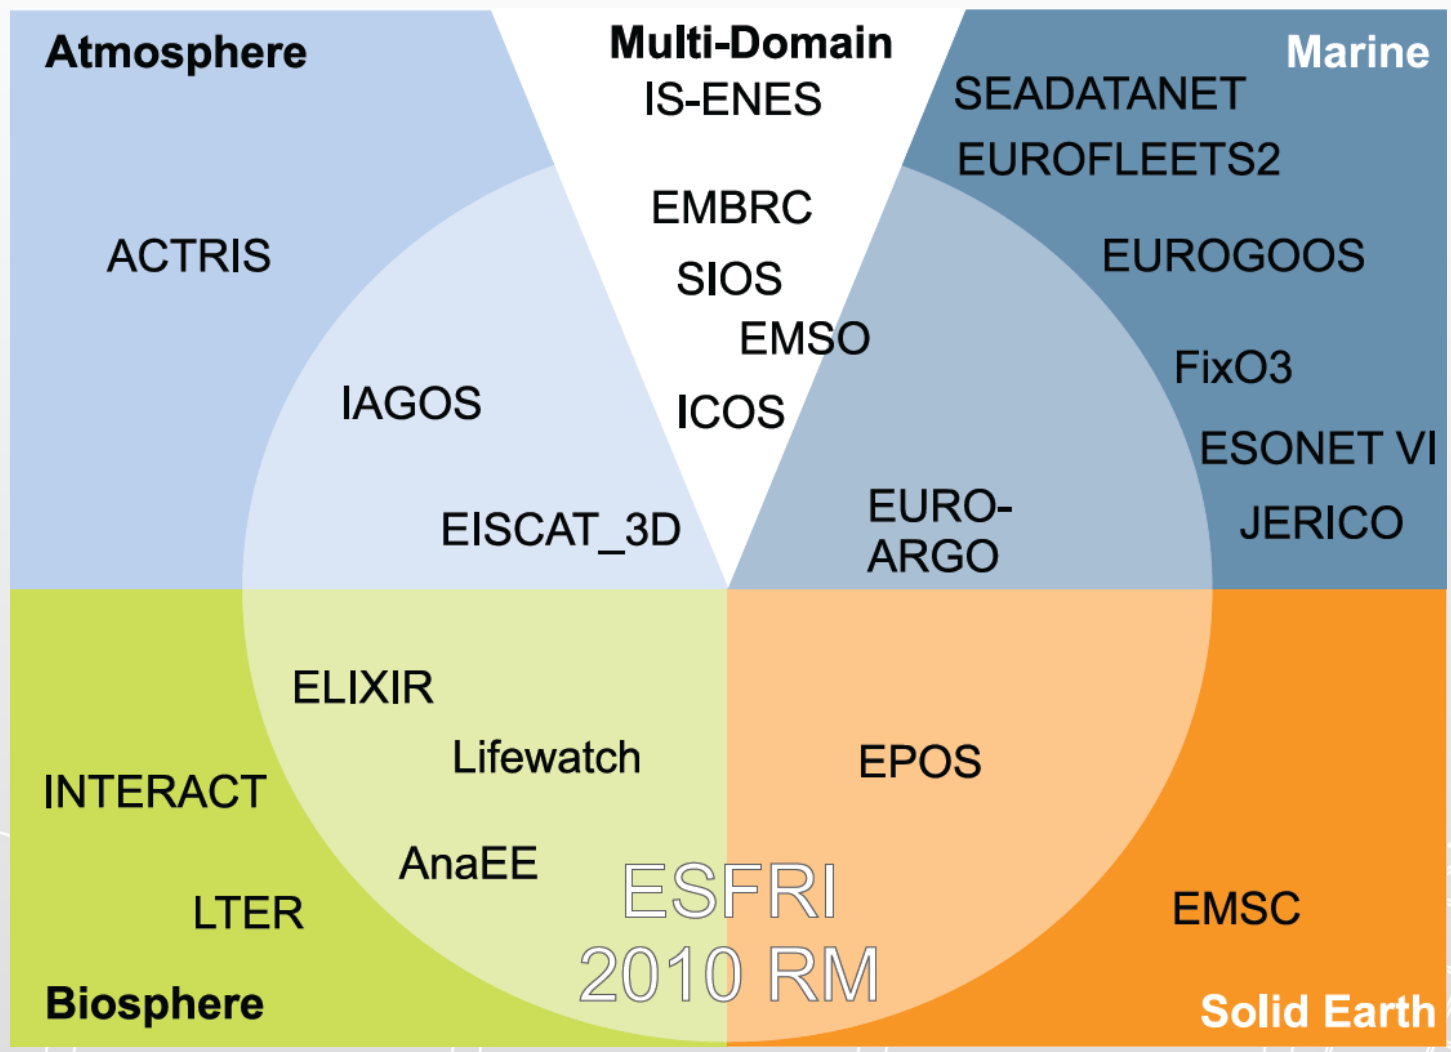 Atmosphere
ACTRIS
IAGOS
EISCAT_3D
Multi-Domain
IS-ENES
EMBRC
SIOS
EMSO
ICOS
Marine
SEADATANET
EUROFLEETS2
EUROGOOS
FixO3
ESONET VI
JERICO
EURO-
ARGO
ELIXIR
Lifewatch
INTERACT
AnaEE
LTER
Biosphere
EPOS
EMSC
Solid Earth
ESFRI
2010 RM